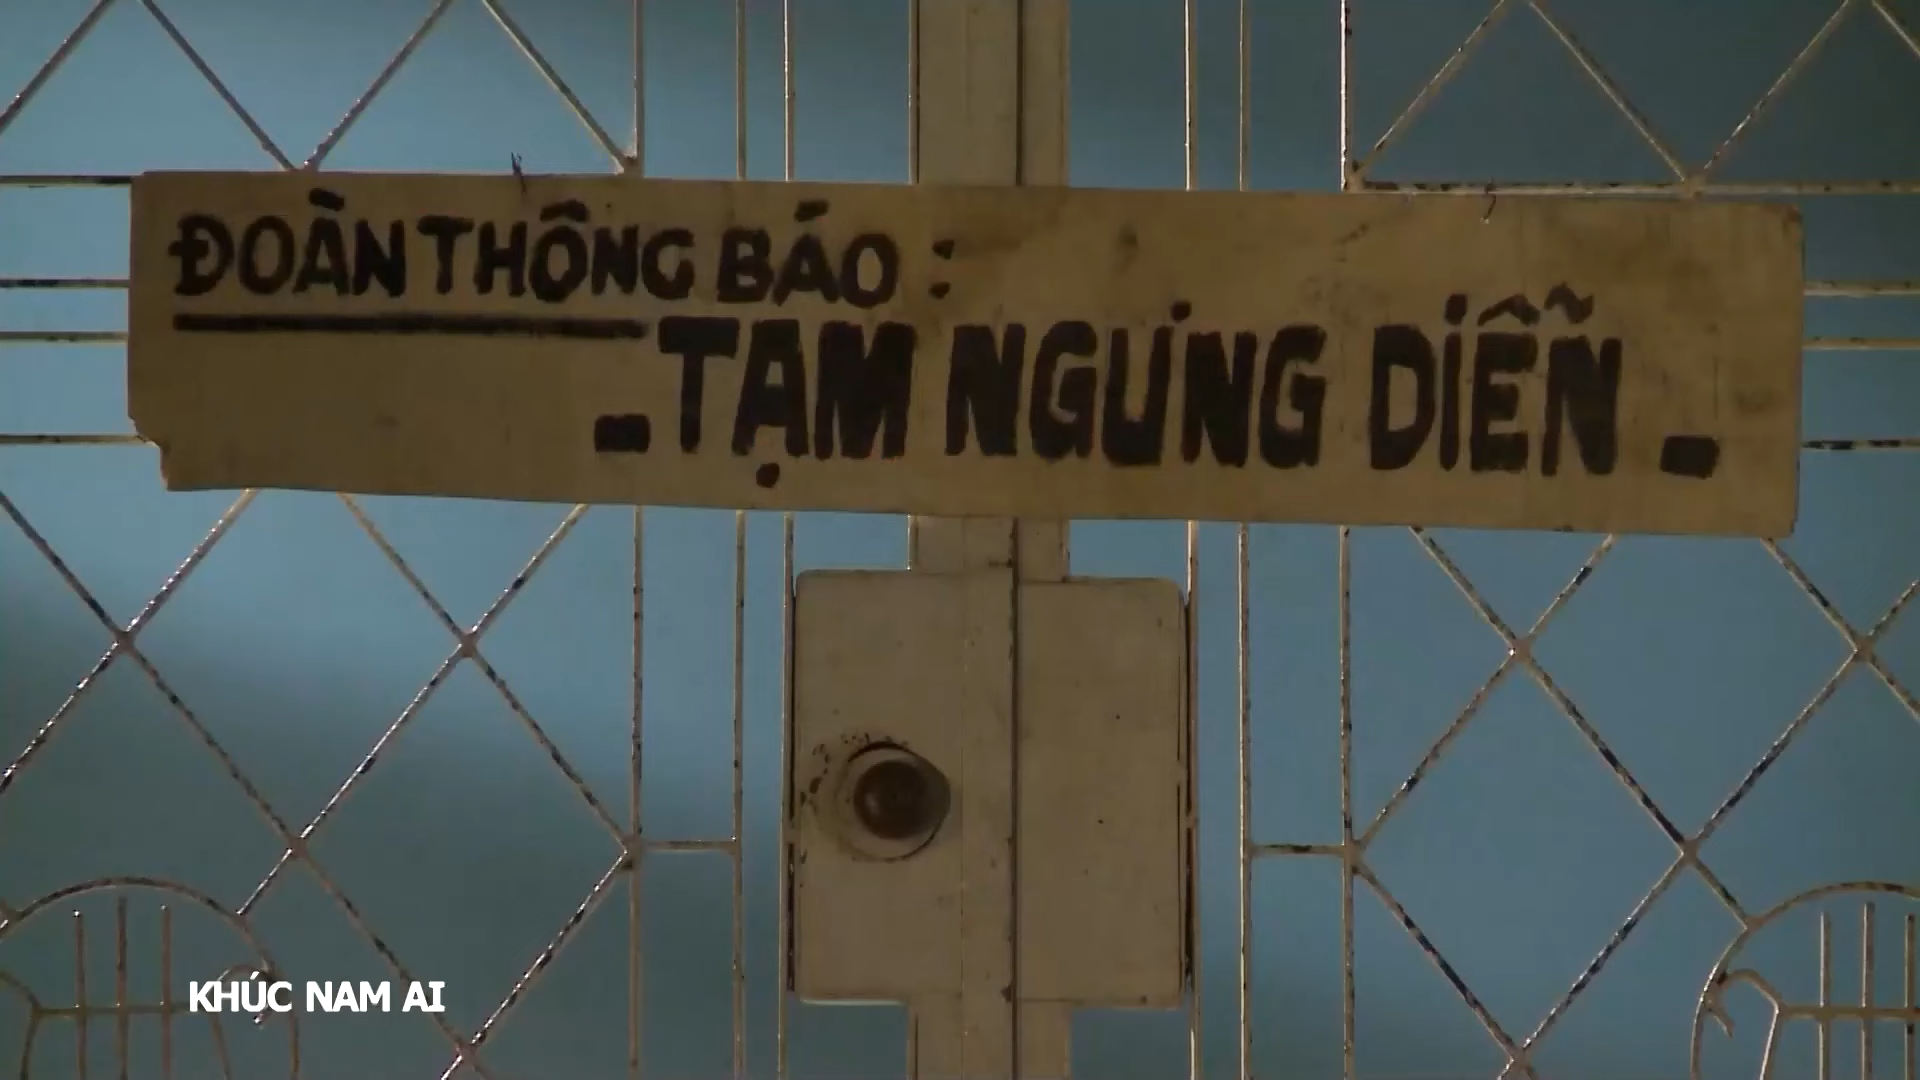 ĐOÀN THÔNG BÁO :
- TẠM NGƯNG DIỄN -
KHÚC NAM AI